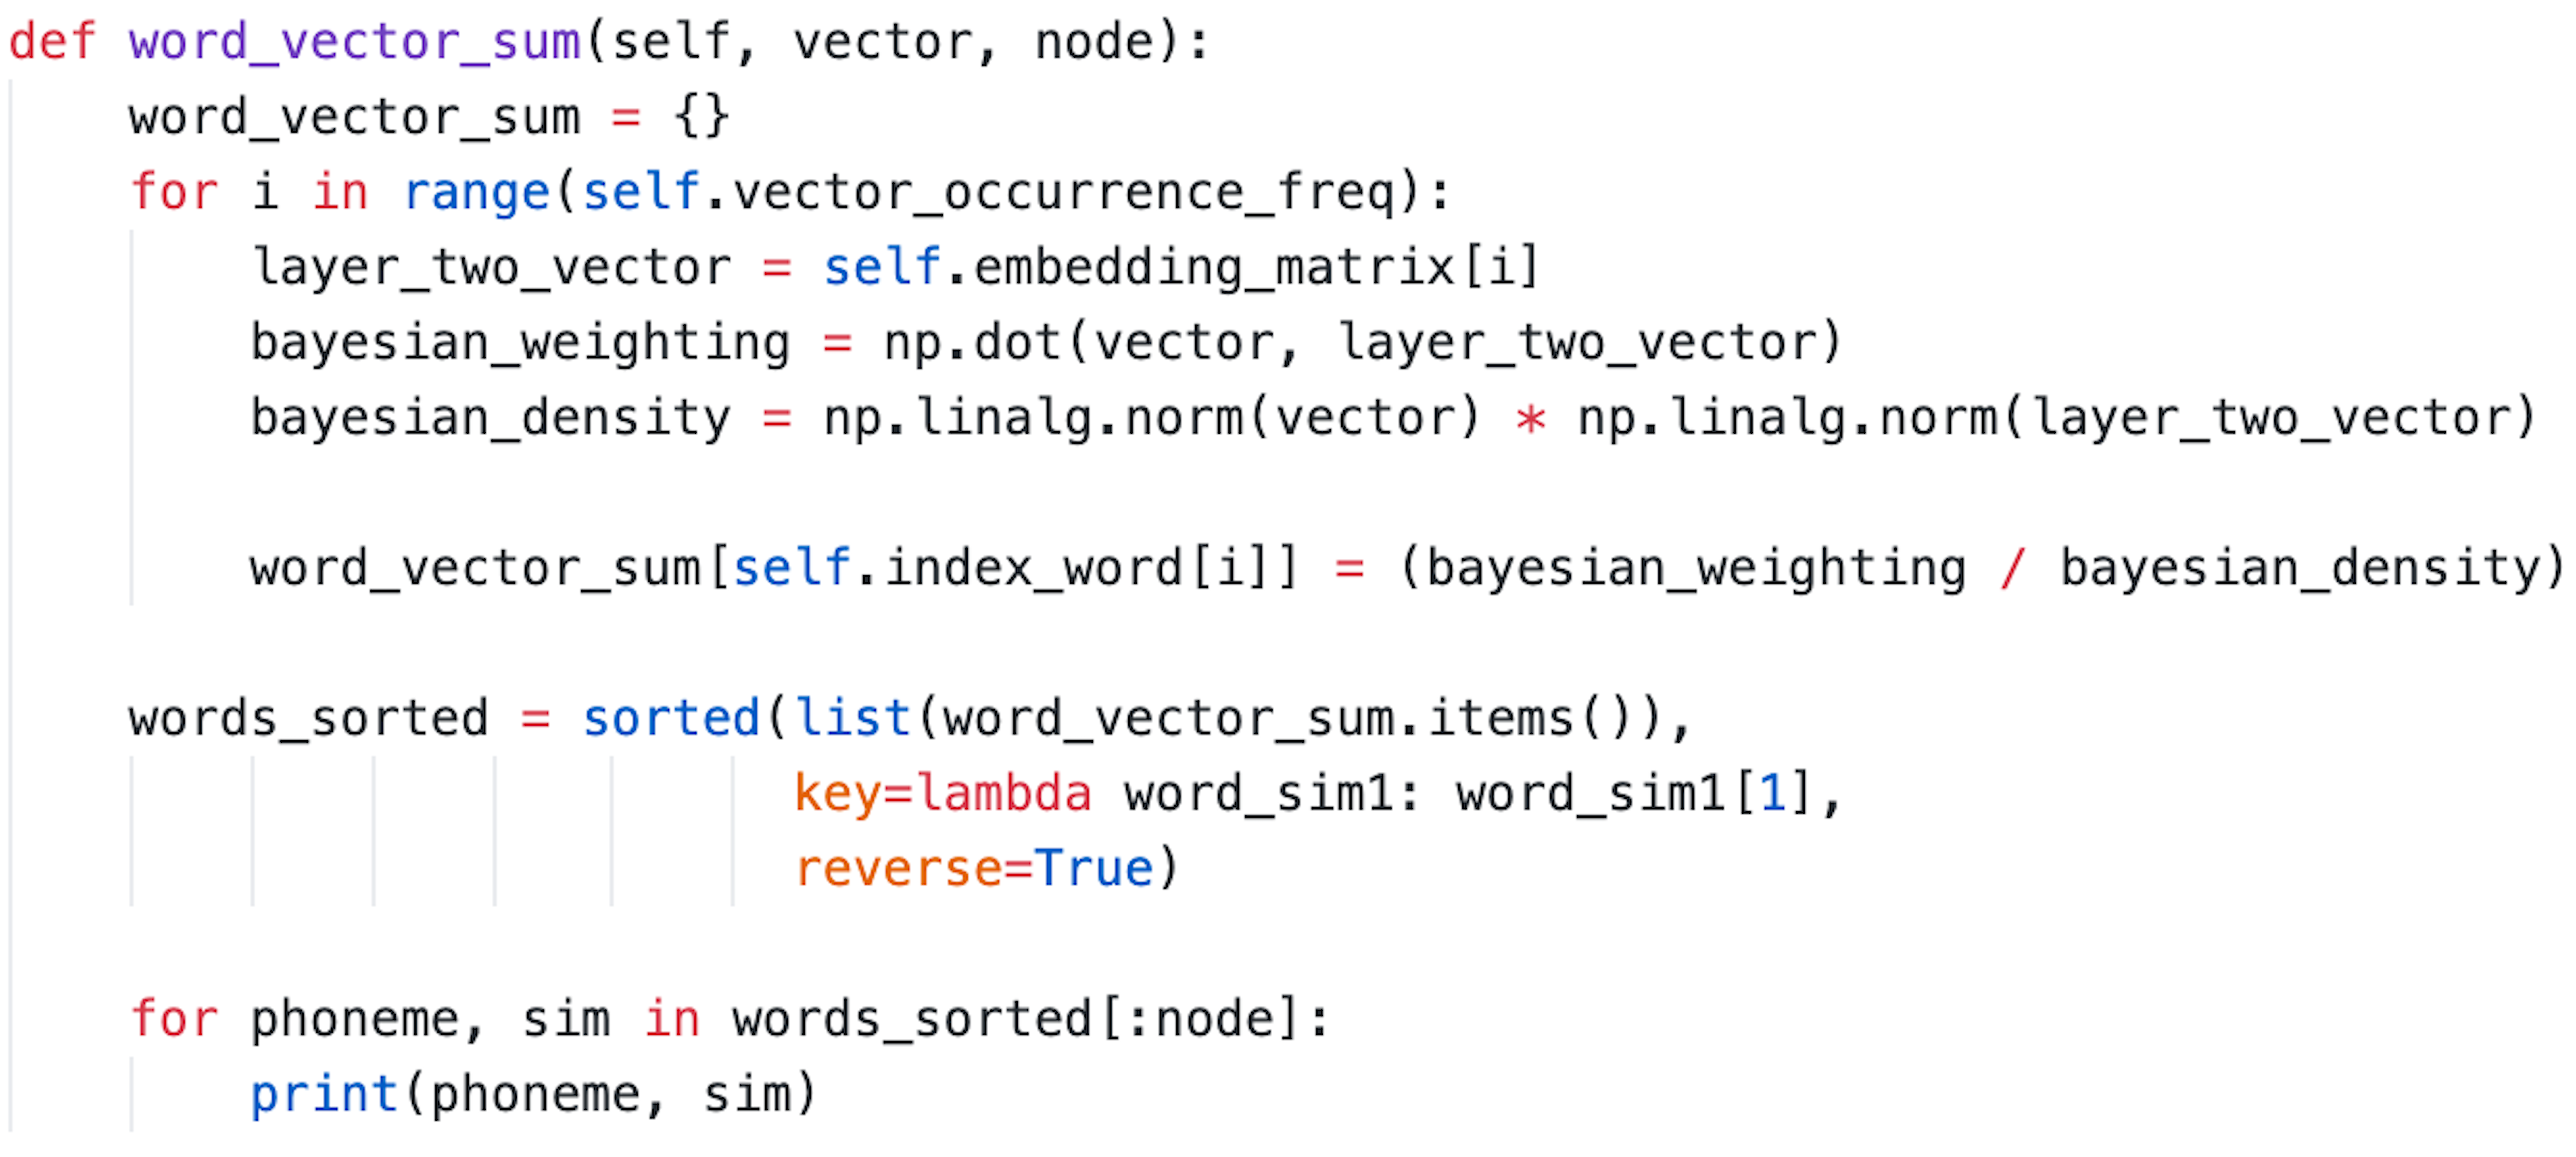 def word_vector_sum(self, vector, node):
    word_vector_sum = {}
    for i in range(self.vector_occurrence_freq):
        layer_two_vector = self.embedding_matrix[i]
        bayesian_weighting = np.dot(vector, layer_two_vector)
        bayesian_density = np.linalg.norm(vector) * np.linalg.norm(layer_two_vector)
        word_vector_sum[self.index_word[i]] = (bayesian_weighting / bayesian_density)
    words_sorted = sorted(list(word_vector_sum.items()),
                          key=lambda word_sim1: word_sim1[1],
                          reverse=True)
    for phoneme, sim in words_sorted[:node]:
        print(phoneme, sim)